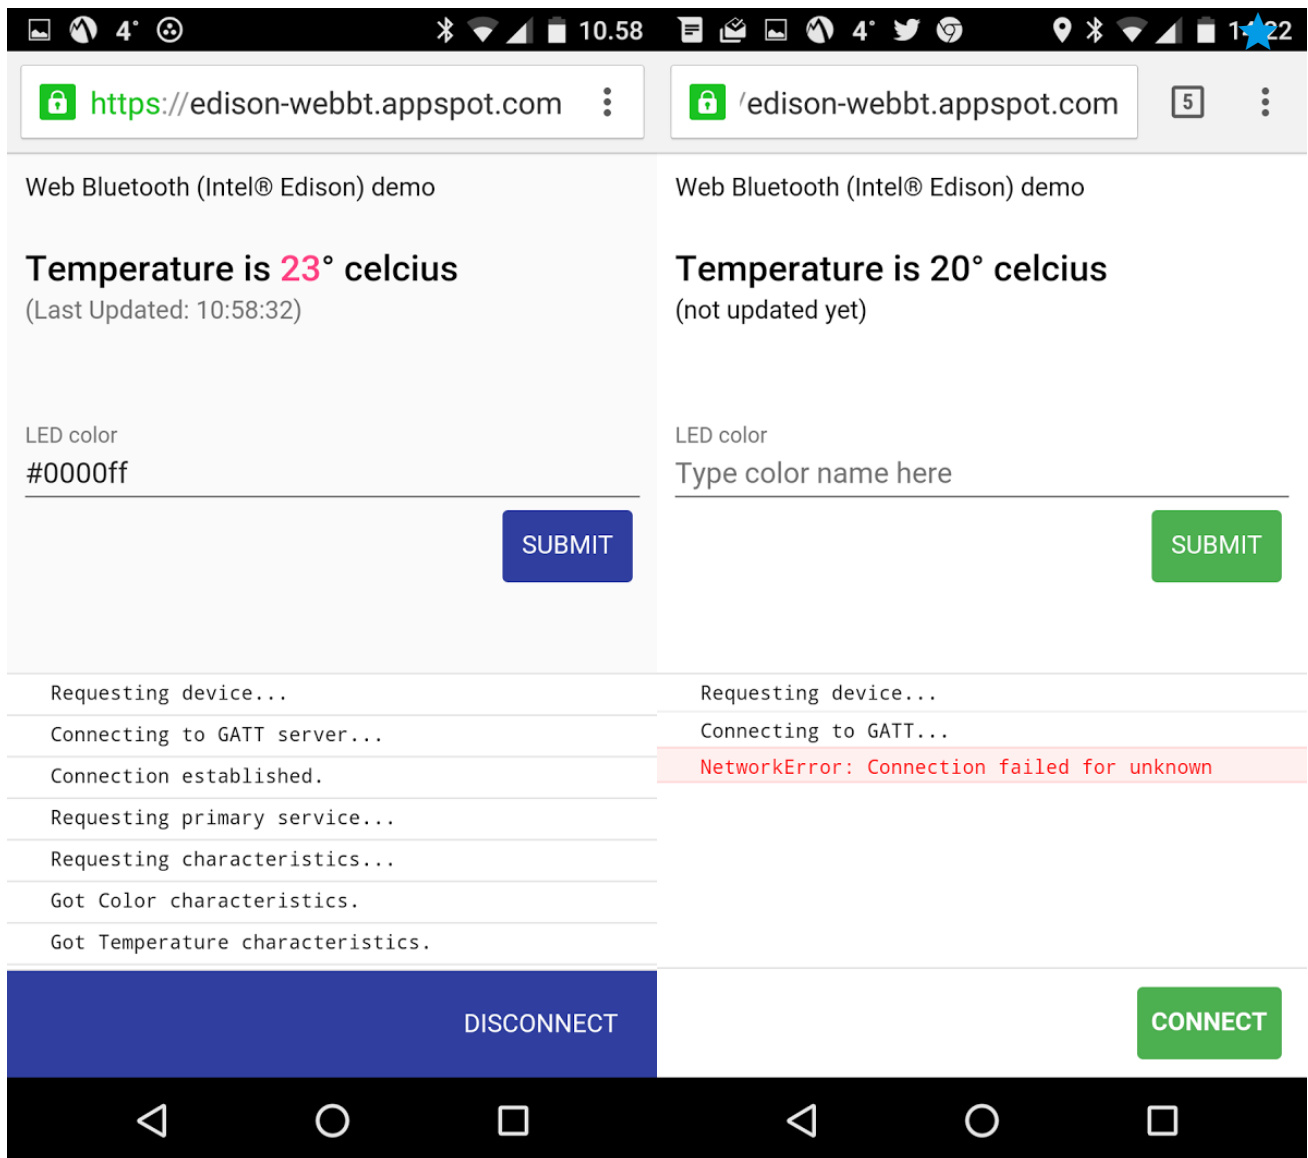 4°
10.58
https://edison-webbt.appspot.com
Web Bluetooth (Intel® Edison) demo
Temperature is 23° celcius
(Last Updated: 10:58:32)
LED color
#0000ff
SUBMIT
Requesting device...
Connecting to GATT server...
Connection established.
Requesting primary service...
Requesting characteristics...
Got Color characteristics.
Got Temperature characteristics.
DISCONNECT
4°
/edison-webbt.appspot.com
5
Web Bluetooth (Intel® Edison) demo
Temperature is 20° celcius
(not updated yet)
LED color
Type color name here
SUBMIT
Requesting device...
Connecting to GATT...
NetworkError: Connection failed for unknown
CONNECT